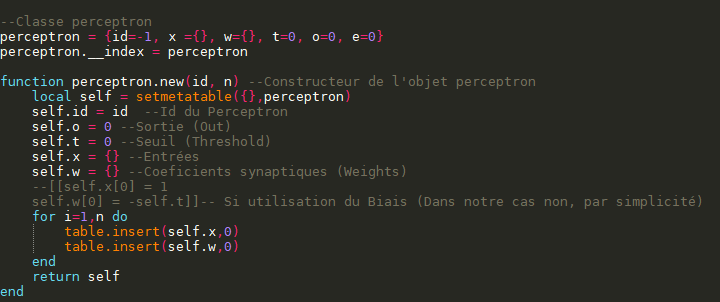 --Classe perceptron
perceptron = {id=-1, x ={}, w={}, t=0, o=0, e=0}
perceptron.__index = perceptron
function perceptron.new(id, n) --Constructeur de l'objet perceptron
    local self = setmetatable({},perceptron)
    self.id = id  --Id du Perceptron
    self.o = 0 --Sortie (Out)
    self.t = 0 --Seuil (Threshold)
    self.x = {} --Entrées
    self.w = {} --Coeficients synaptiques (Weights)
    --[[self.x[0] = 1
    self.w[0] = -self.t]]-- Si utilisation du Biais (Dans notre cas non, par simplicité)
    for i=1,n do
        table.insert(self.x,0)
        table.insert(self.w,0)
    end
    return self
end